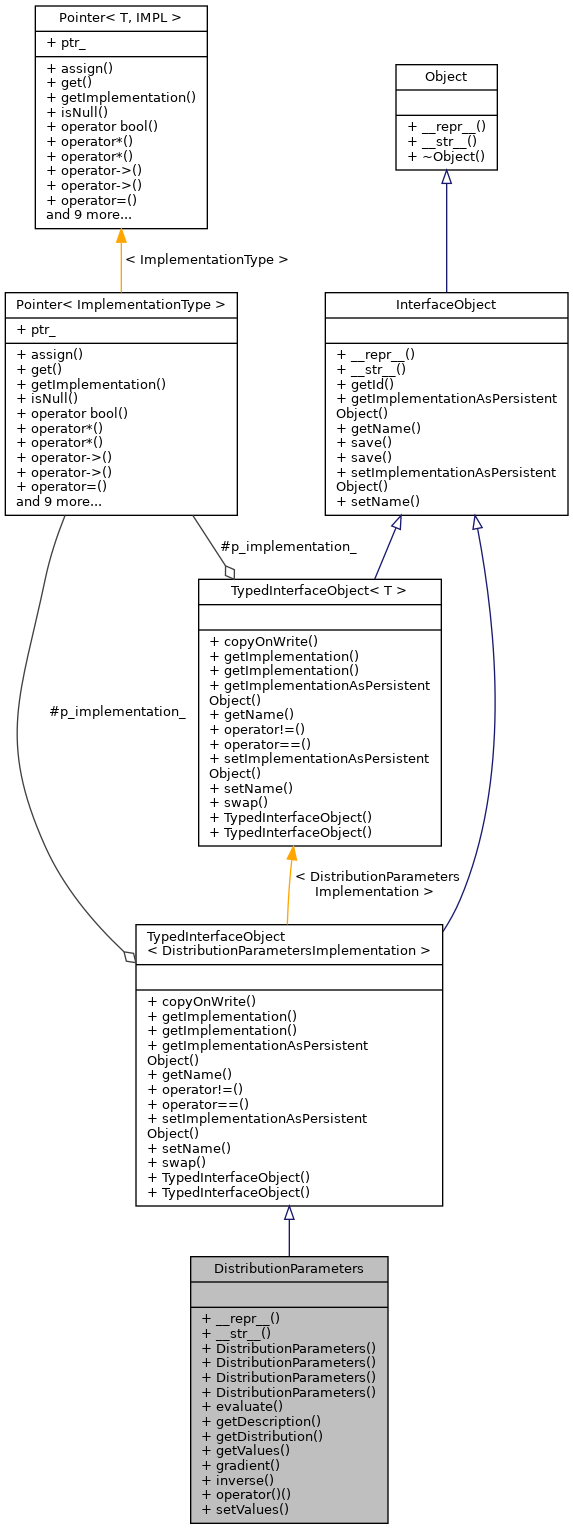 Pointer< T, IMPL >
+ ptr_
+ assign()
+ get()
+ getImplementation()
+ isNull()
+ operator bool()
+ operator*()
+ operator*()
+ operator->()
+ operator->()
+ operator=()
and 9 more...
Object
+ __repr__()
+ __str__()
+ ~Object()
< ImplementationType >
Pointer< ImplementationType >
+ ptr_
+ assign()
+ get()
+ getImplementation()
+ isNull()
+ operator bool()
+ operator*()
+ operator*()
+ operator->()
+ operator->()
+ operator=()
and 9 more...
InterfaceObject
+ __repr__()
+ __str__()
+ getId()
+ getImplementationAsPersistent
Object()
+ getName()
+ save()
+ save()
+ setImplementationAsPersistent
Object()
+ setName()
#p_implementation_
TypedInterfaceObject< T >
+ copyOnWrite()
+ getImplementation()
+ getImplementation()
+ getImplementationAsPersistent
Object()
+ getName()
+ operator!=()
+ operator==()
+ setImplementationAsPersistent
Object()
+ setName()
+ swap()
+ TypedInterfaceObject()
+ TypedInterfaceObject()
#p_implementation_
< DistributionParameters
Implementation >
TypedInterfaceObject
< DistributionParametersImplementation >
+ copyOnWrite()
+ getImplementation()
+ getImplementation()
+ getImplementationAsPersistent
Object()
+ getName()
+ operator!=()
+ operator==()
+ setImplementationAsPersistent
Object()
+ setName()
+ swap()
+ TypedInterfaceObject()
+ TypedInterfaceObject()
DistributionParameters
+ __repr__()
+ __str__()
+ DistributionParameters()
+ DistributionParameters()
+ DistributionParameters()
+ DistributionParameters()
+ evaluate()
+ getDescription()
+ getDistribution()
+ getValues()
+ gradient()
+ inverse()
+ operator()()
+ setValues()